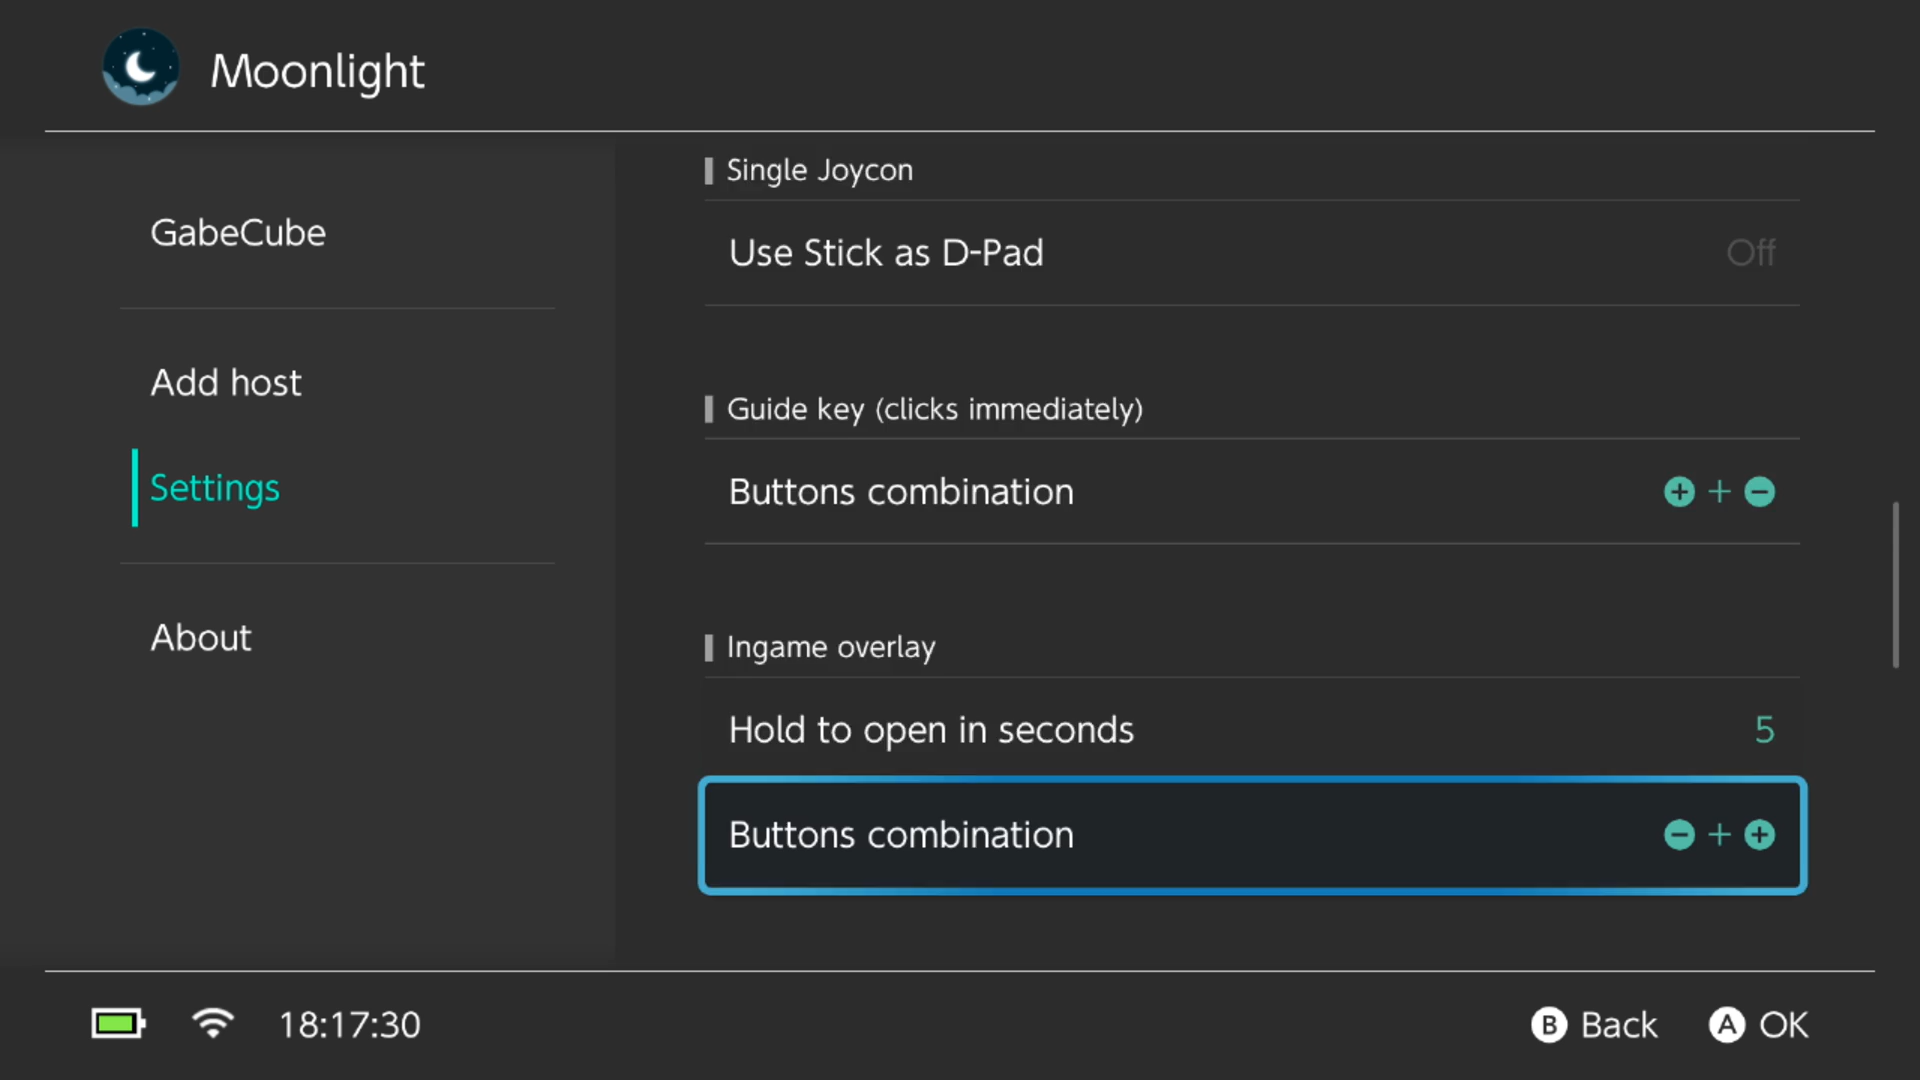 Moonlight
GabeCube
Add host
Settings
About
Single Joycon
Use Stick as D-Pad Off
Guide key (clicks immediately)
Buttons combination + + −
Ingame overlay
Hold to open in seconds 5
Buttons combination − + +
18:17:30
B Back A OK